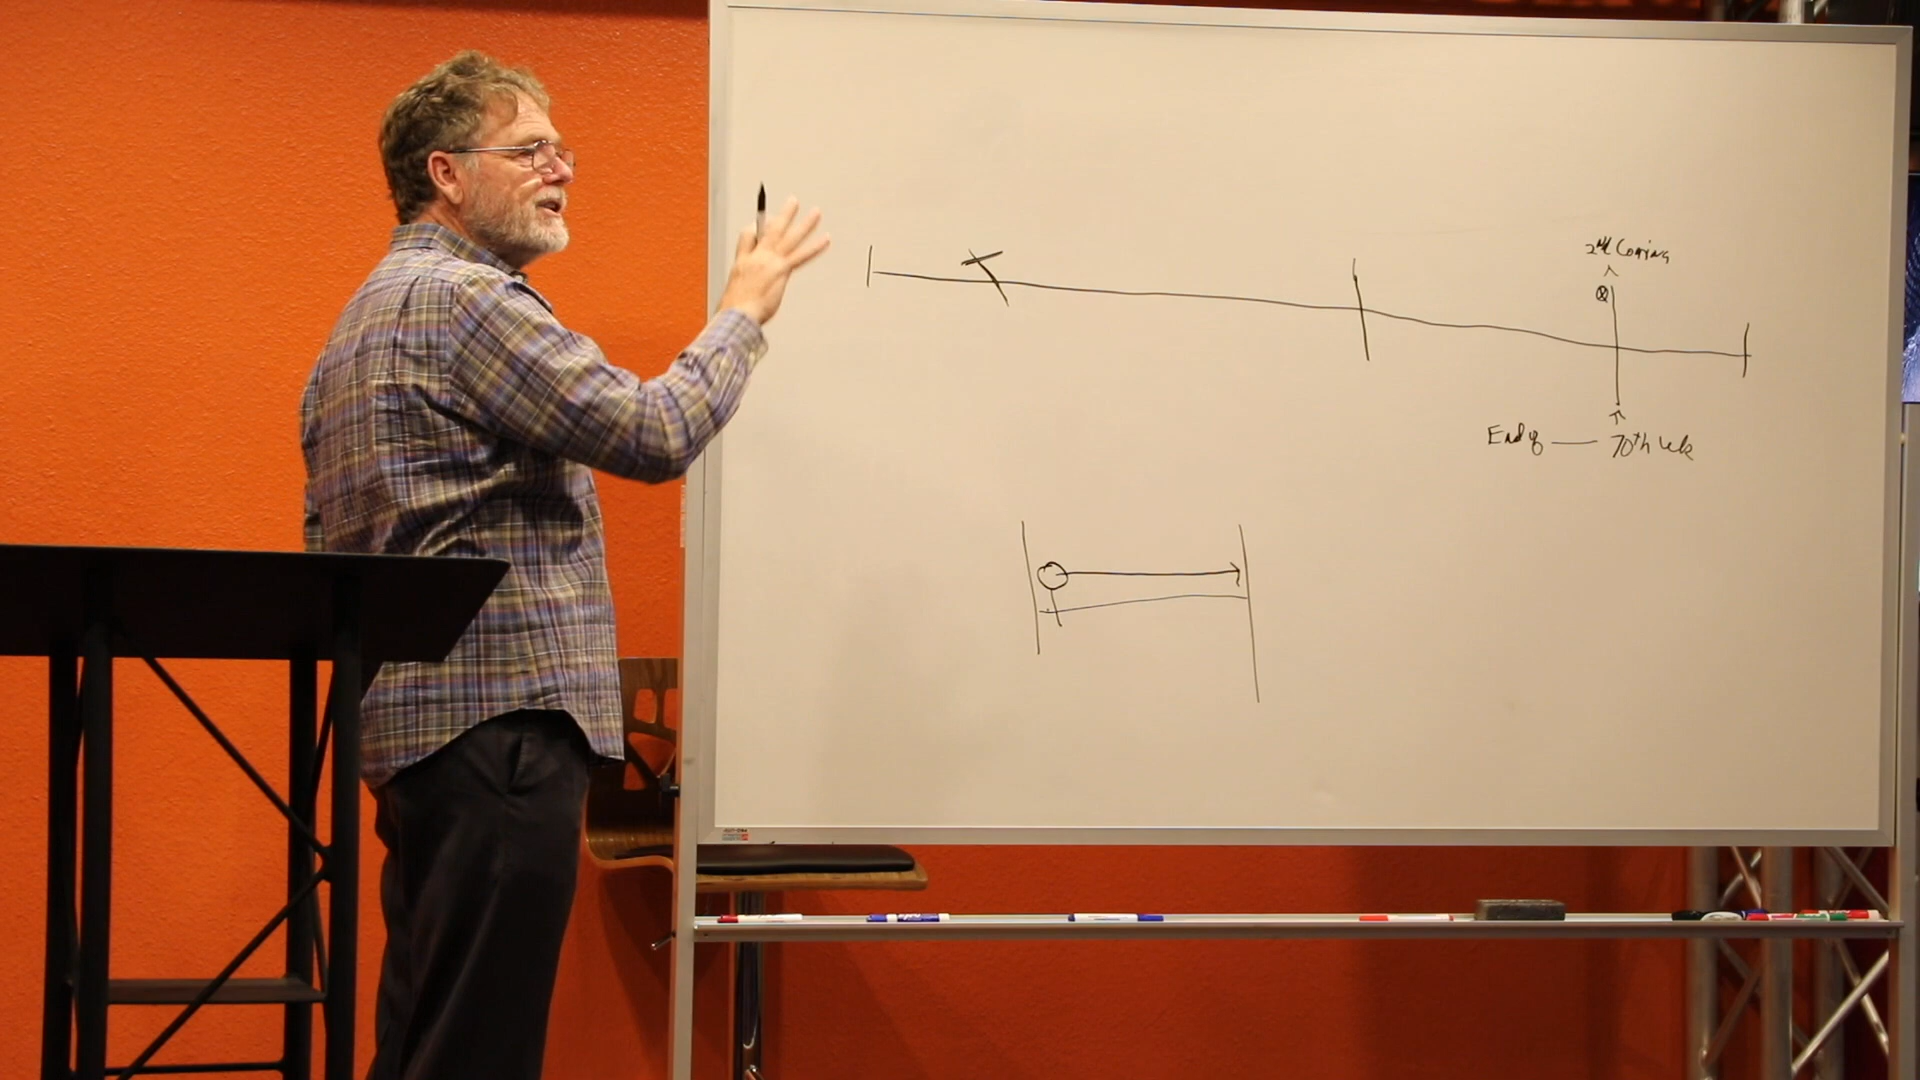 2nd Coming
End of — 70th wk